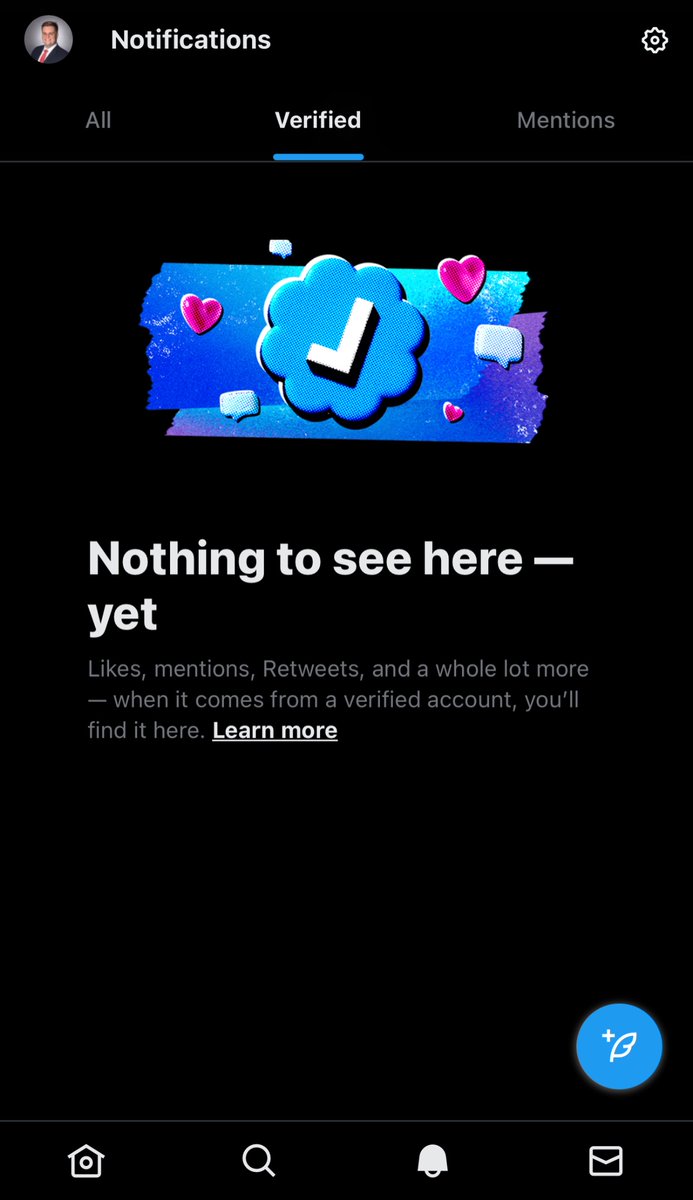 Notifications
All
Verified
Mentions
Nothing to see here —
yet
Likes, mentions, Retweets, and a whole lot more
— when it comes from a verified account, you’ll
find it here. Learn more